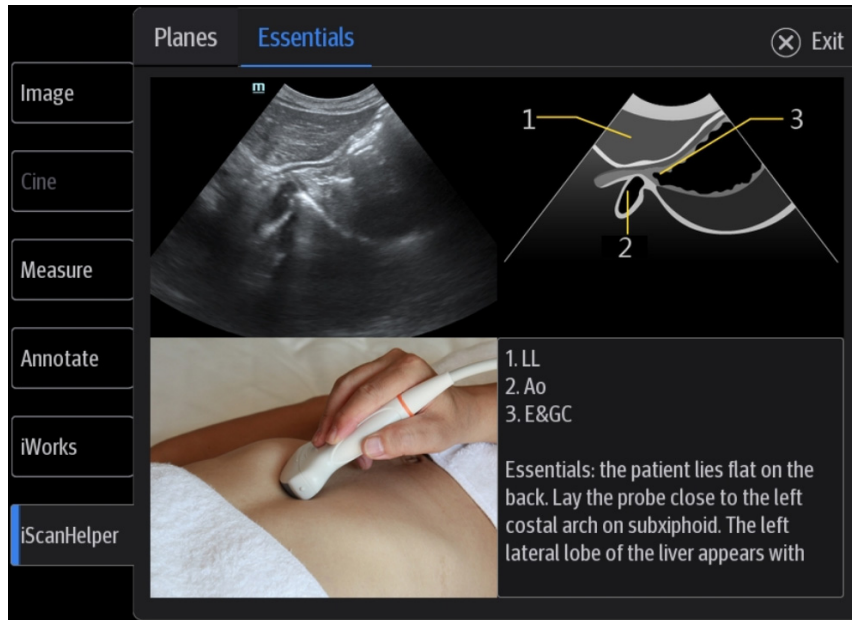 Planes
Essentials
Exit
Image
Cine
Measure
Annotate
iWorks
iScanHelper
m
1
2
3
1. LL
2. Ao
3. E&GC
Essentials: the patient lies flat on the
back. Lay the probe close to the left
costal arch on subxiphoid. The left
lateral lobe of the liver appears with